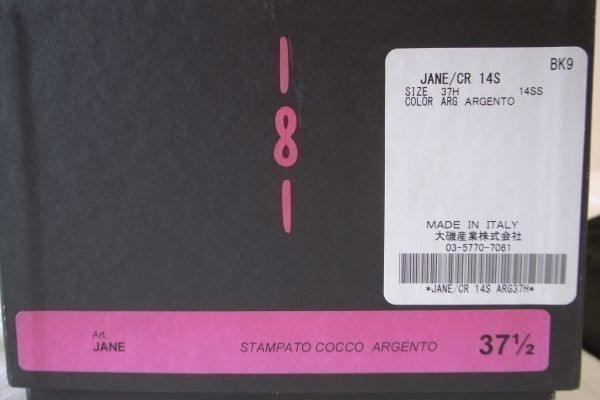 181
BK9
JANE/CR 14S
SIZE 37H 14SS
COLOR ARG ARGENTO
MADE IN ITALY
大磯産業株式会社
03-5770-7061
*JANE/CR 14S ARG37H*
Art.
JANE STAMPATO COCCO ARGENTO 37½